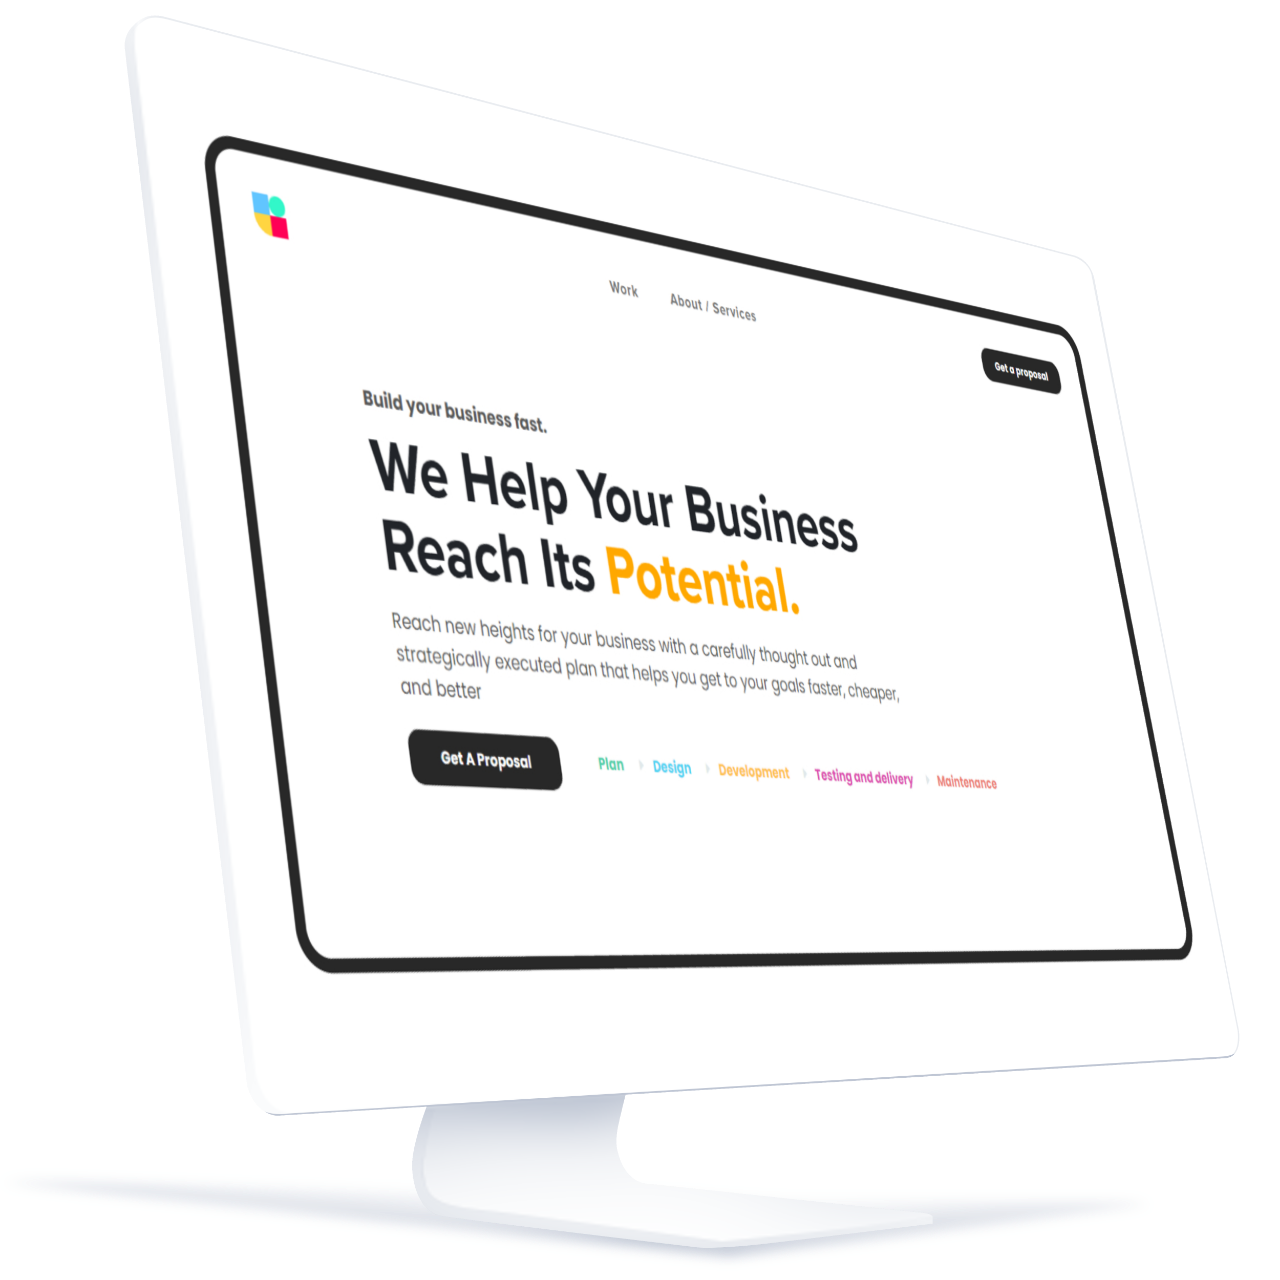 Work
About / Services
Get a proposal
Build your business fast.
We Help Your Business
Reach Its Potential.
Reach new heights for your business with a carefully thought out and
strategically executed plan that helps you get to your goals faster, cheaper,
and better
Get A Proposal
Plan
Design
Development
Testing and delivery
Maintenance